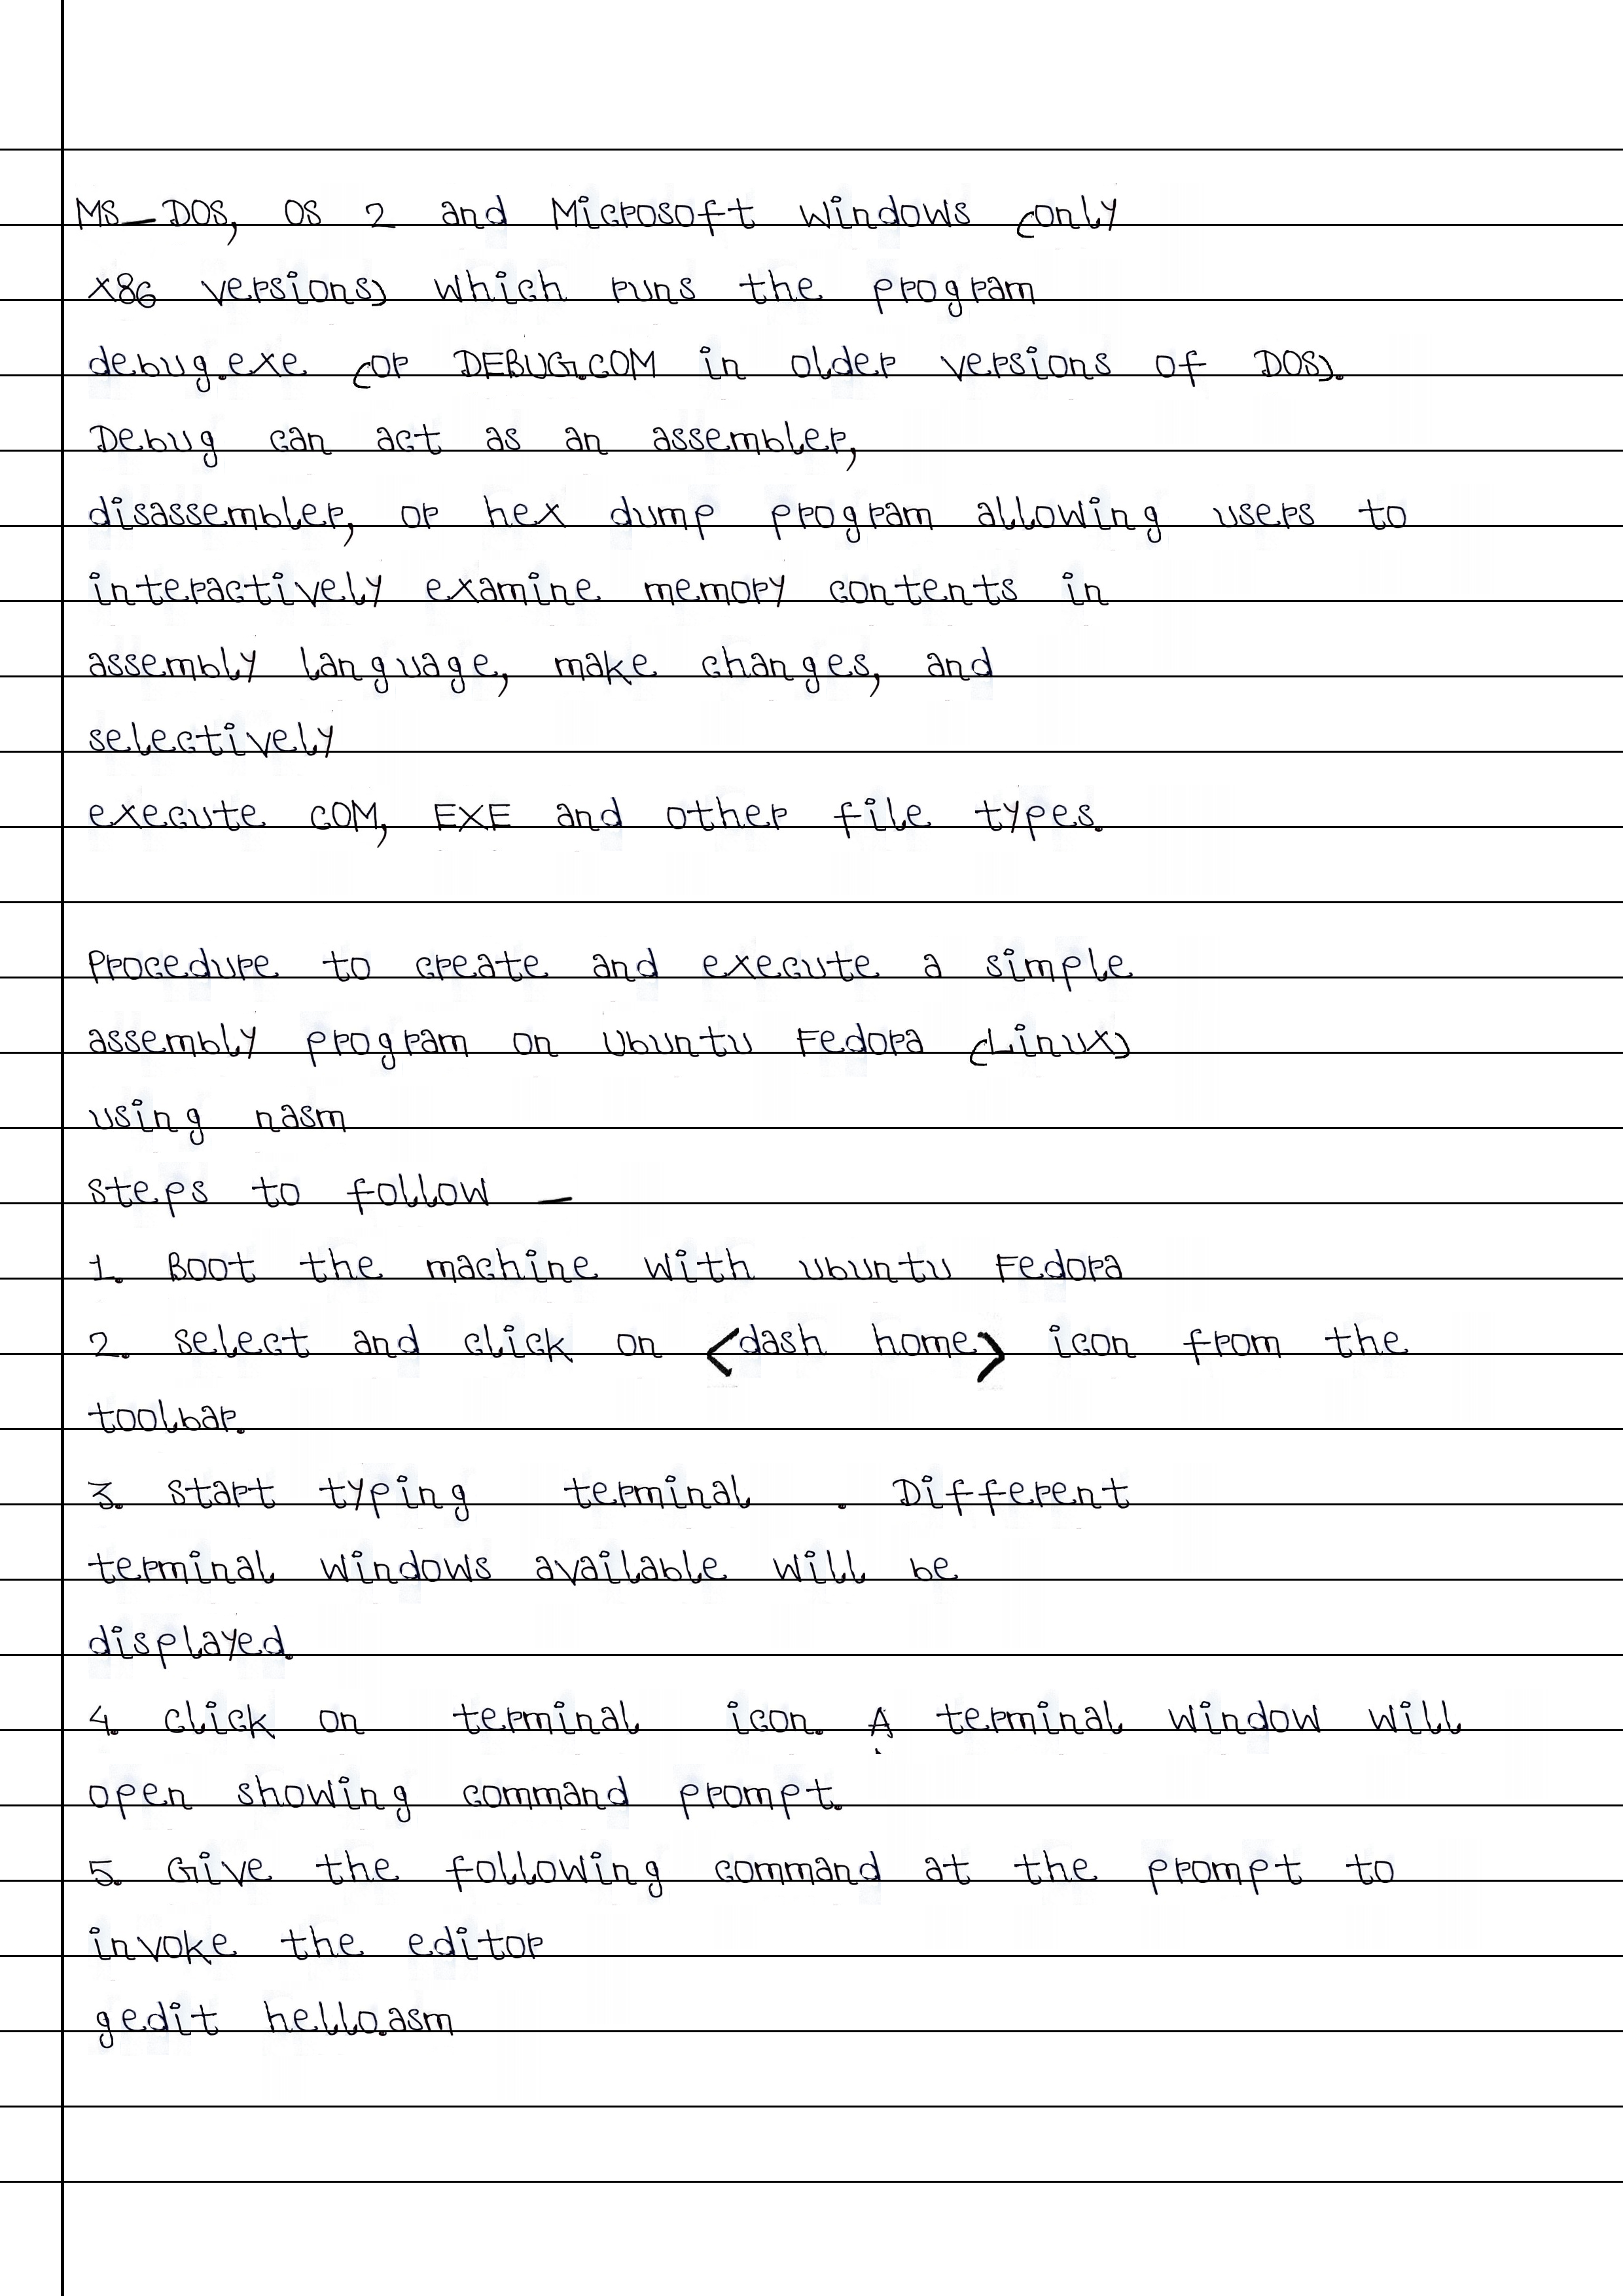 MS-DOS, OS 2 and Microsoft Windows (only
x86 versions) which runs the program
debug.exe (or DEBUG.COM in older versions of DOS).
Debug can act as an assembler,
disassembler, or hex dump program allowing users to
interactively examine memory contents in
assembly language, make changes, and
selectively
execute COM, EXE and other file types.
Procedure to create and execute a simple
assembly program on Ubuntu Fedora (Linux)
using nasm
Steps to follow -
1. Boot the machine with Ubuntu Fedora
2. Select and click on <dash home> icon from the
toolbar.
3. Start typing terminal . Different
terminal windows available will be
displayed.
4. Click on terminal icon. A terminal window will
open showing command prompt.
5. Give the following command at the prompt to
invoke the editor
gedit hello.asm